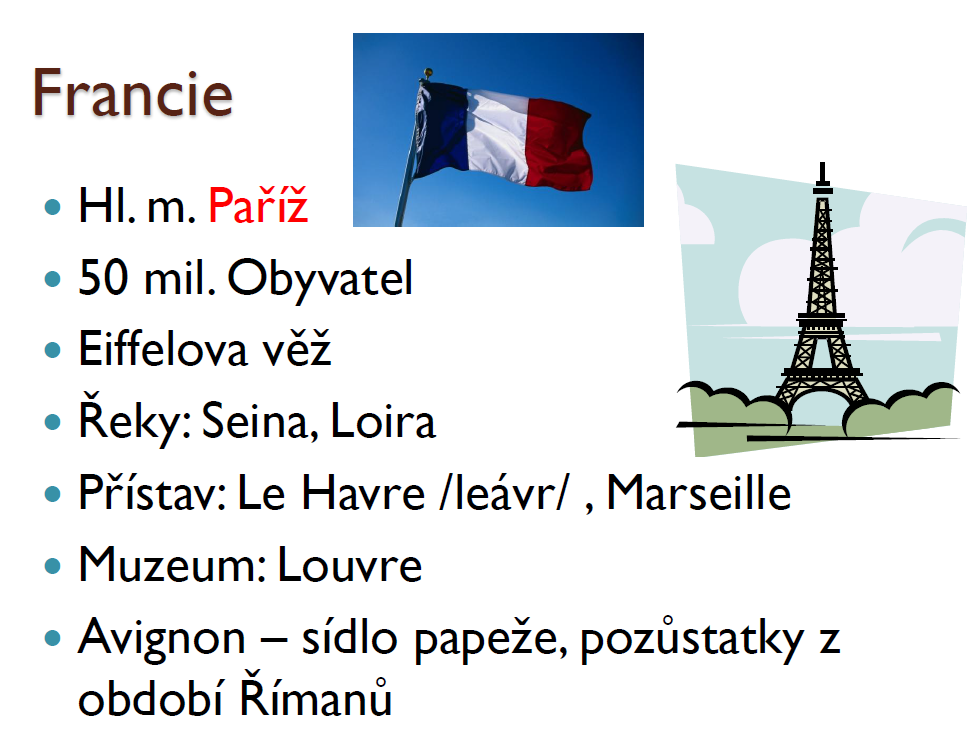 Francie
• Hl. m. Paříž
• 50 mil. Obyvatel
• Eiffelova věž
• Řeky: Seina, Loira
• Přístav: Le Havre /leávr/ , Marseille
• Muzeum: Louvre
• Avignon – sídlo papeže, pozůstatky z
období Římanů